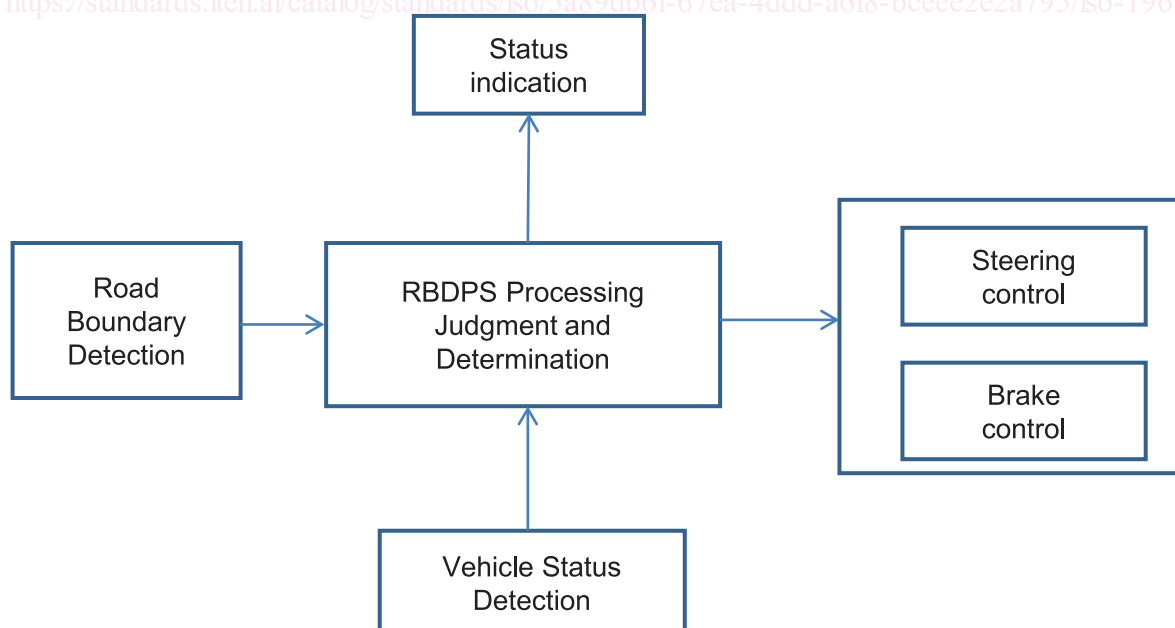 Status
indication
Road
Boundary
Detection
RBDPS Processing
Judgment and
Determination
Steering
control
Brake
control
Vehicle Status
Detection